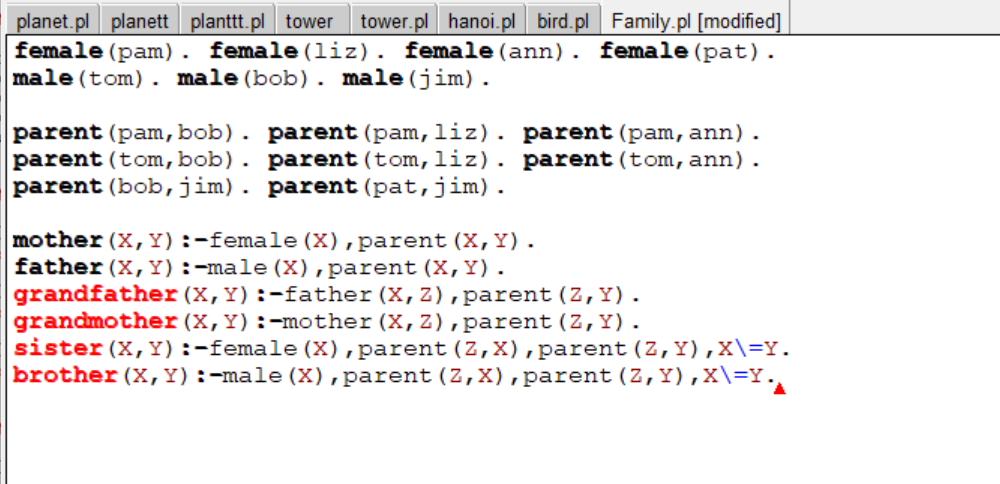 planet.pl planett planttt.pl tower tower.pl hanoi.pl bird.pl Family.pl [modified]
female(pam). female(liz). female(ann). female(pat).
male(tom). male(bob). male(jim).
parent(pam,bob). parent(pam,liz). parent(pam,ann).
parent(tom,bob). parent(tom,liz). parent(tom,ann).
parent(bob,jim). parent(pat,jim).
mother(X,Y):-female(X),parent(X,Y).
father(X,Y):-male(X),parent(X,Y).
grandfather(X,Y):-father(X,Z),parent(Z,Y).
grandmother(X,Y):-mother(X,Z),parent(Z,Y).
sister(X,Y):-female(X),parent(Z,X),parent(Z,Y),X\=Y.
brother(X,Y):-male(X),parent(Z,X),parent(Z,Y),X\=Y.